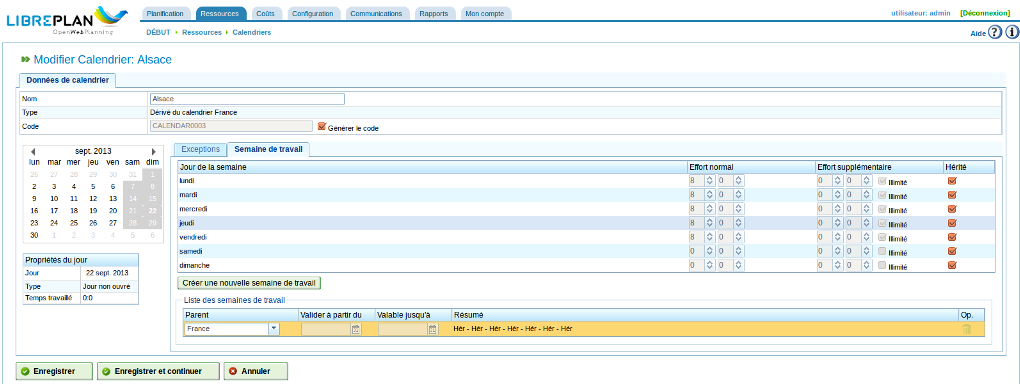 LIBREPLAN
OpenWebPlanning
Planification Ressources Coûts Configuration Communications Rapports Mon compte
utilisateur: admin [Déconnexion]
DÉBUT Ressources Calendriers
Aide ? i
Modifier Calendrier: Alsace
Données de calendrier
Nom Alsace
Type Dérivé du calendrier France
Code CALENDAR0003 Générer le code
sept. 2013
lun mar mer jeu ven sam dim
26 27 28 29 30 31 1
2 3 4 5 6 7 8
9 10 11 12 13 14 15
16 17 18 19 20 21 22
23 24 25 26 27 28 29
30 1 2 3 4 5 6
Propriétés du jour
Jour 22 sept. 2013
Type Jour non ouvré
Temps travaillé 0:0
Exceptions Semaine de travail
Jour de la semaine Effort normal Effort supplémentaire Hérité
lundi 8 0 0 0 Illimité
mardi 8 0 0 0 Illimité
mercredi 8 0 0 0 Illimité
jeudi 8 0 0 0 Illimité
vendredi 8 0 0 0 Illimité
samedi 0 0 0 0 Illimité
dimanche 0 0 0 0 Illimité
Créer une nouvelle semaine de travail
Liste des semaines de travail
Parent Valider à partir du Valable jusqu'à Résumé Op.
France Hér - Hér - Hér - Hér - Hér - Hér - Hér
Enregistrer Enregistrer et continuer Annuler